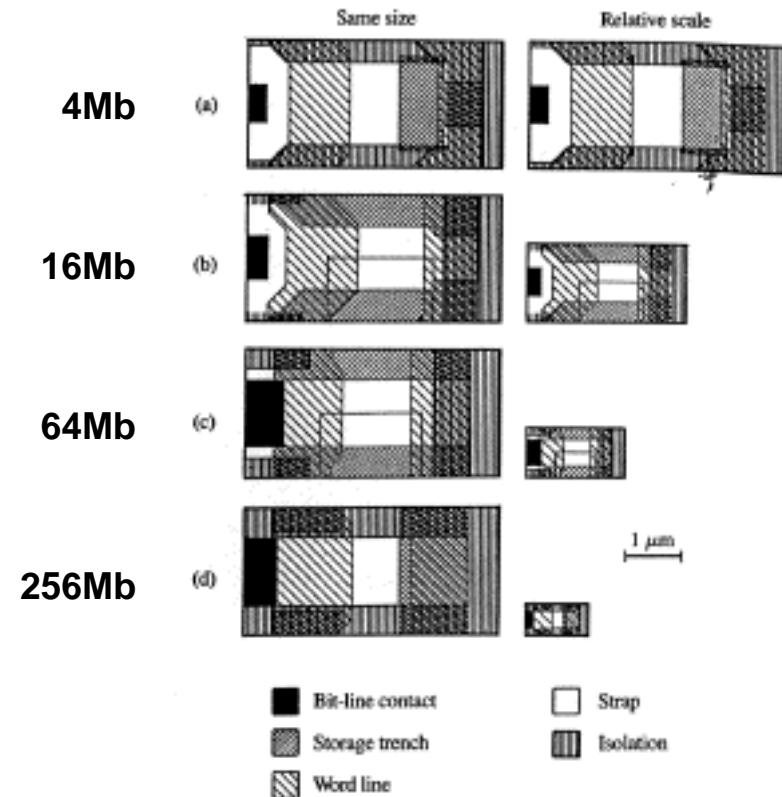 Same size Relative scale
4Mb (a)
16Mb (b)
64Mb (c)
1 μm
256Mb (d)
Bit-line contact Strap
Storage trench Isolation
Word line